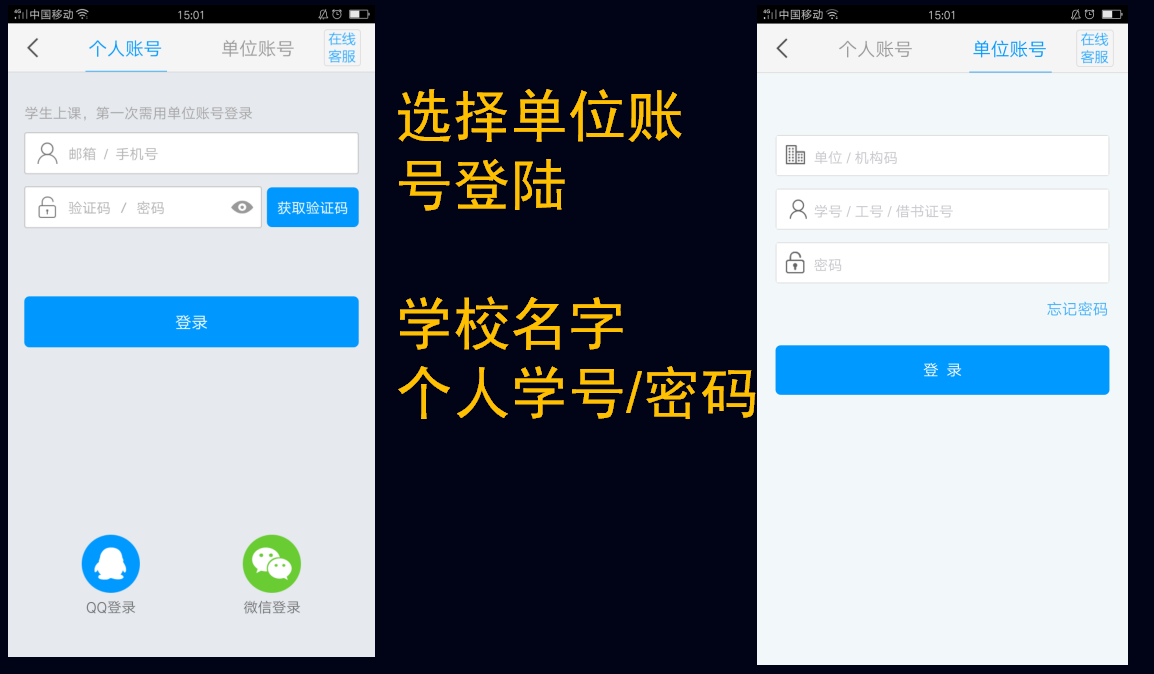 中国移动 15:01
个人账号 单位账号 在线
客服
学生上课，第一次需用单位账号登录
邮箱 / 手机号
验证码 / 密码 获取验证码
登录
QQ登录 微信登录
选择单位账
号登陆
学校名字
个人学号/密码
中国移动 15:01
个人账号 单位账号 在线
客服
单位 / 机构码
学号 / 工号 / 借书证号
密码
忘记密码
登 录